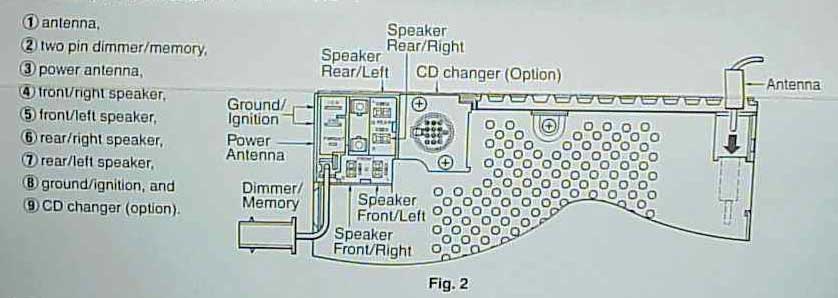 ① antenna,
② two pin dimmer/memory,
③ power antenna,
④ front/right speaker,
⑤ front/left speaker,
⑥ rear/right speaker,
⑦ rear/left speaker,
⑧ ground/ignition, and
⑨ CD changer (option).
Speaker
Rear/Right
Speaker
Rear/Left
CD changer (Option)
Antenna
Ground/
Ignition
Power
Antenna
Dimmer/
Memory
Speaker
Front/Left
Speaker
Front/Right
Fig. 2